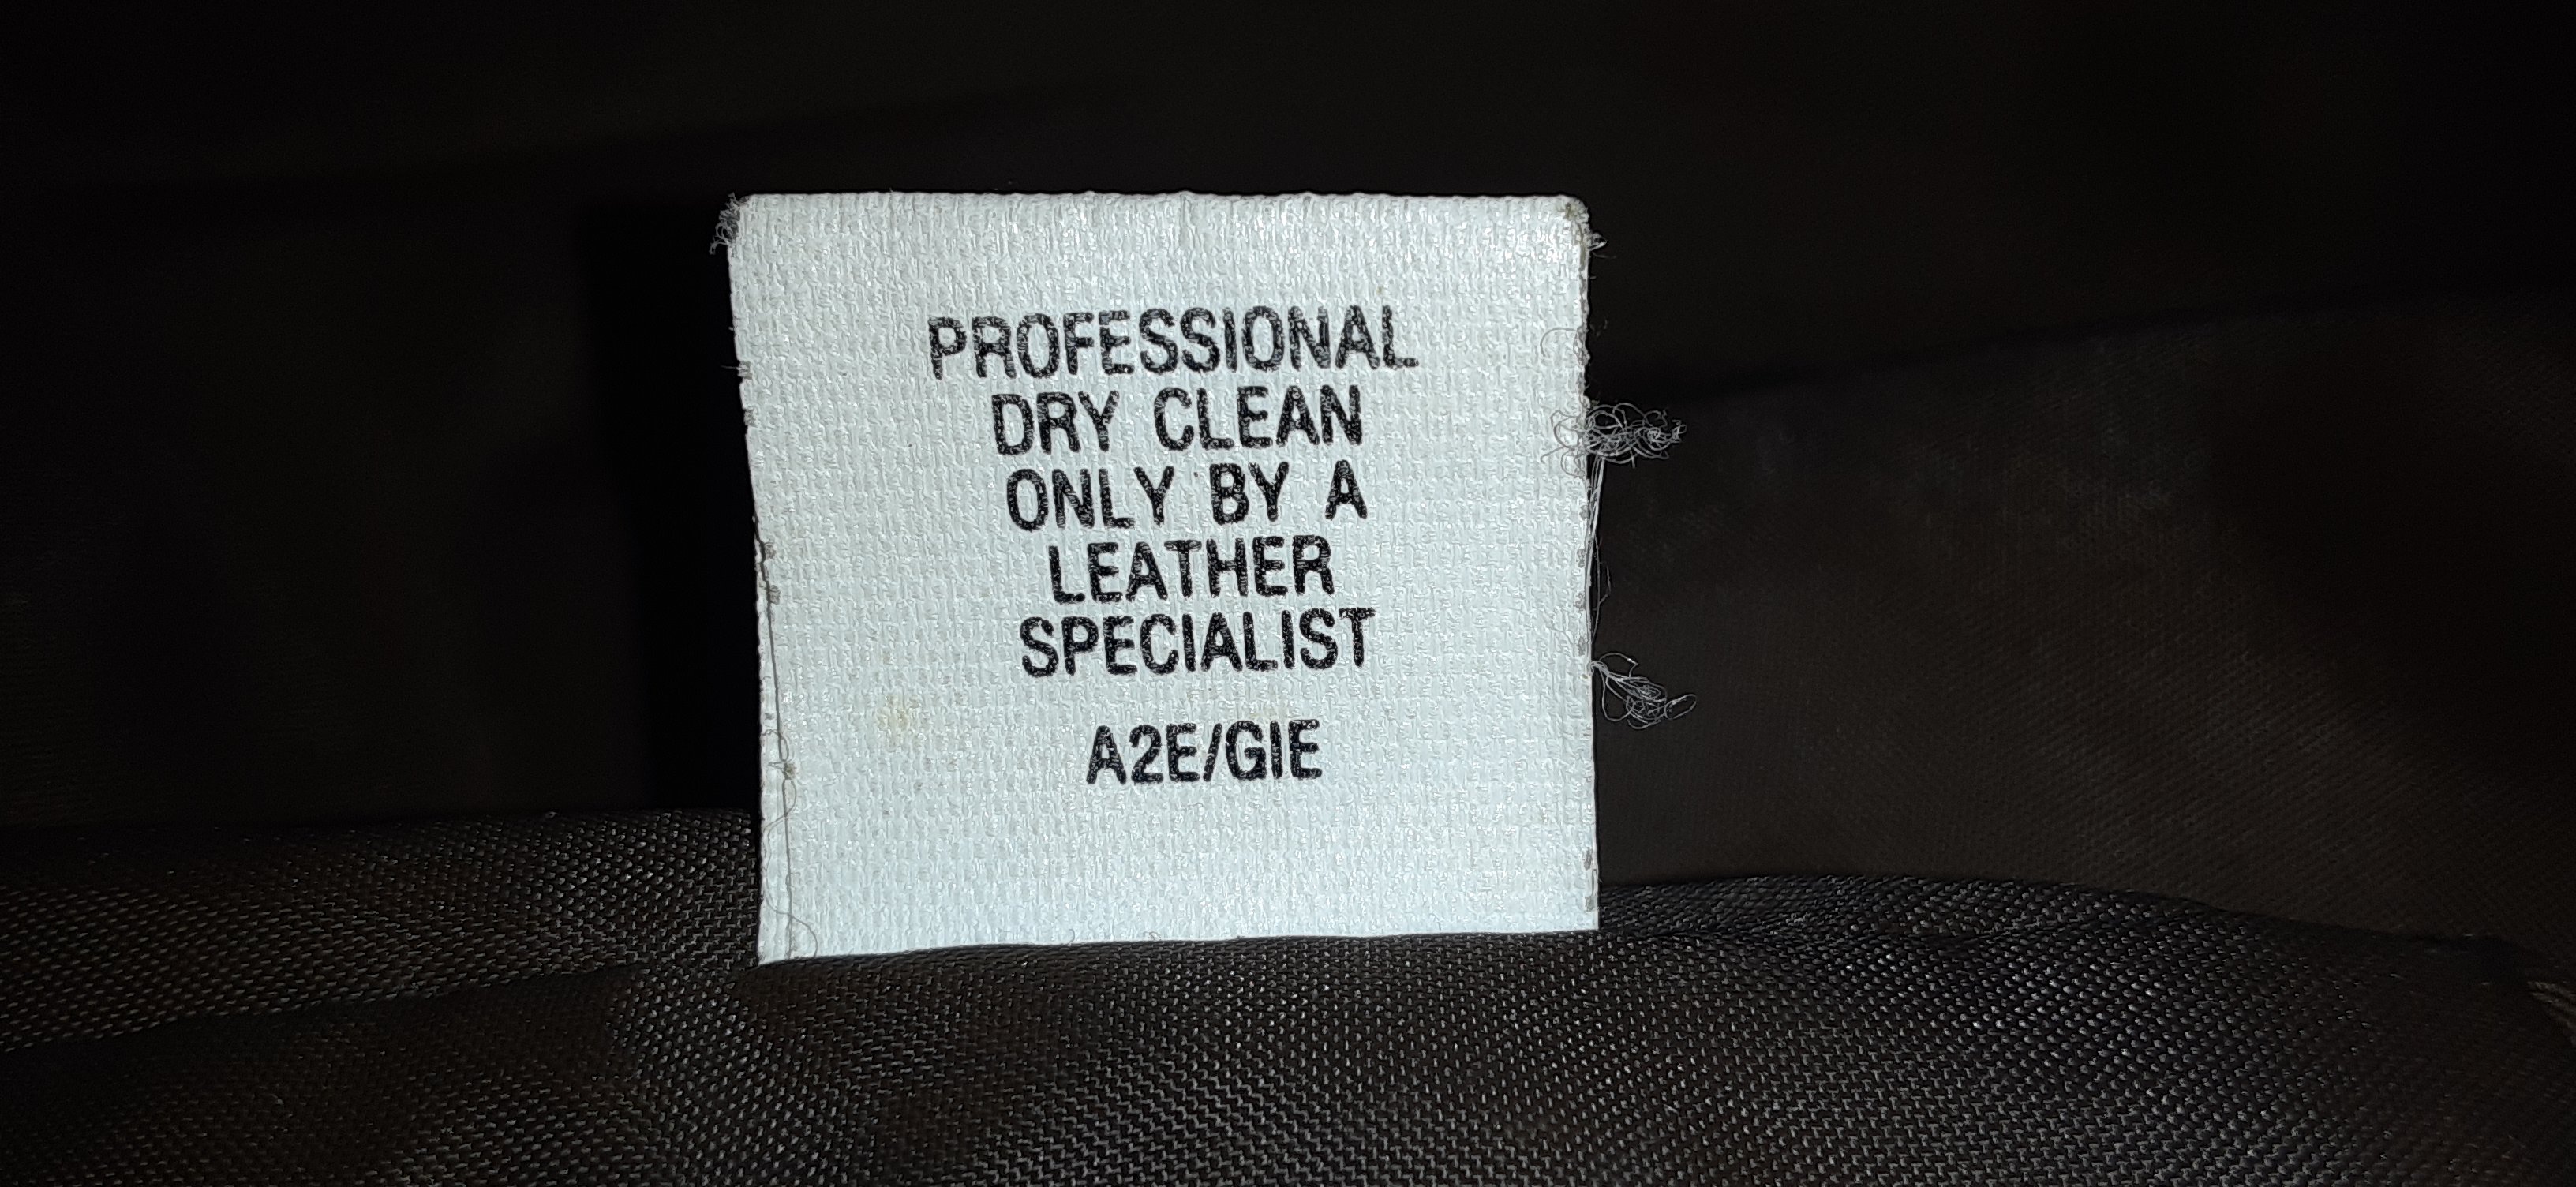 PROFESSIONAL
DRY CLEAN
ONLY BY A
LEATHER
SPECIALIST
A2E/GIE